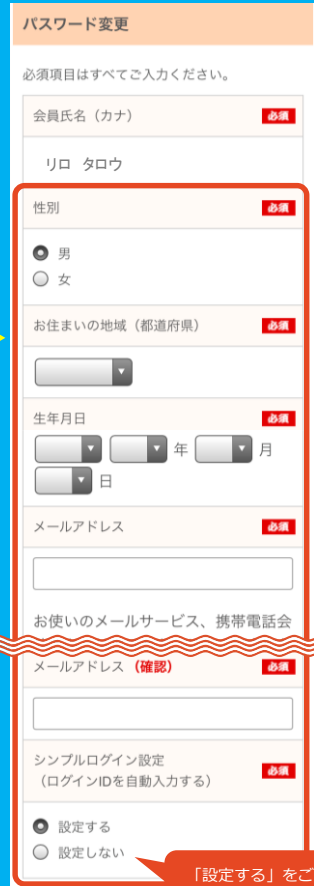 パスワード変更
必須項目はすべてご入力ください。
会員氏名（カナ） 必須
リロ タロウ
性別 必須
男
女
お住まいの地域（都道府県） 必須
生年月日 必須
年 月
日
メールアドレス 必須
お使いのメールサービス、携帯電話会
メールアドレス（確認） 必須
シンプルログイン設定
（ログインIDを自動入力する） 必須
設定する
設定しない
「設定する」をご